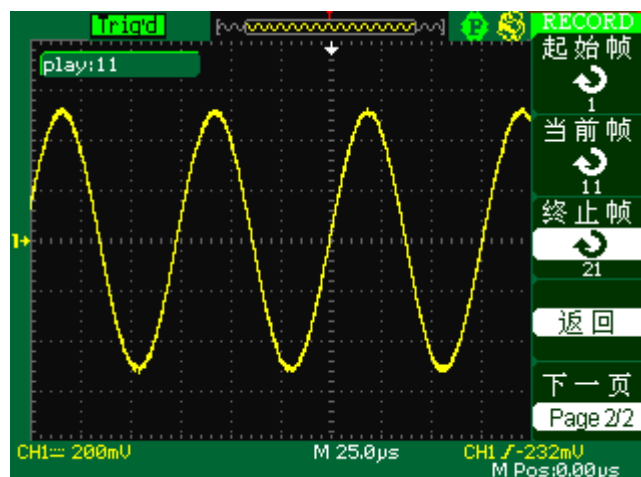 Trig'd
RECORD
play:11
起始帧
1
当前帧
11
终止帧
21
返回
下一页
Page 2/2
1
CH1 200mV
M 25.0μs
CH1 -232mV
M Pos:0.00μs
P
S